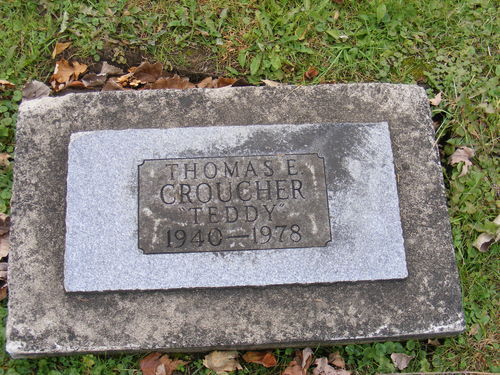 THOMAS E.
CROUCHER
"TEDDY"
1940—1978